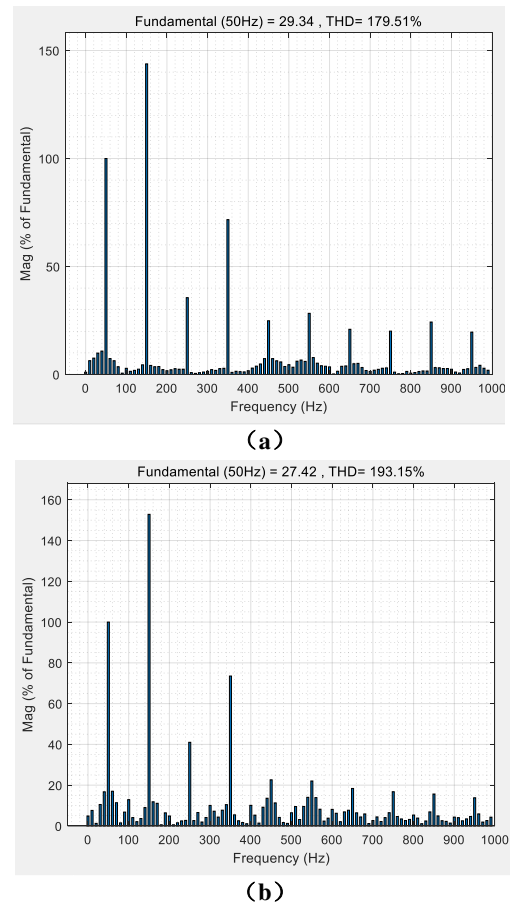 Fundamental (50Hz) = 29.34 , THD= 179.51%
150
100
50
0
Mag (% of Fundamental)
0 100 200 300 400 500 600 700 800 900 1000
Frequency (Hz)
(a)
Fundamental (50Hz) = 27.42 , THD= 193.15%
160
140
120
100
80
60
40
20
0
Mag (% of Fundamental)
0 100 200 300 400 500 600 700 800 900 1000
Frequency (Hz)
(b)